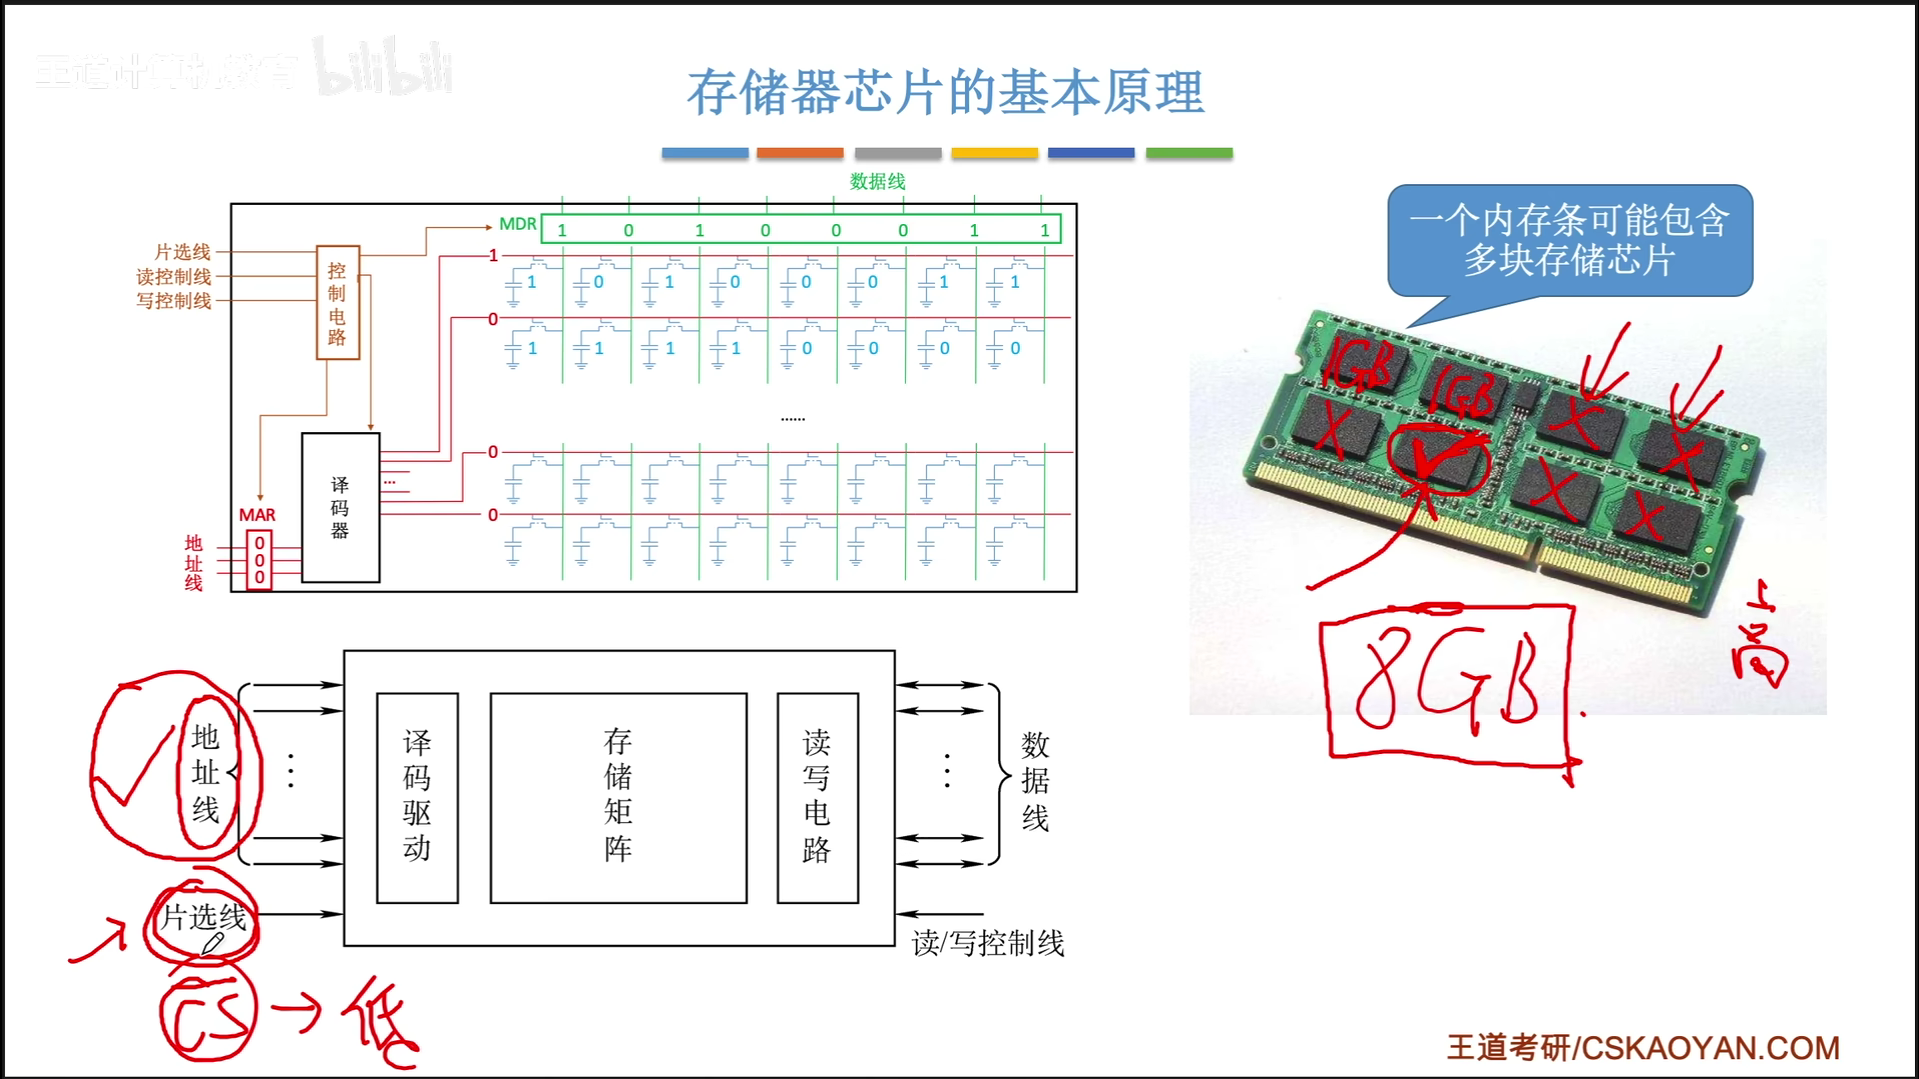 王道计算机教育 bilibili
存储器芯片的基本原理
数据线
MDR 1 0 1 0 0 0 1 1
片选线
读控制线
写控制线
控制电路
1
1 0 1 0 0 0 1 1
0
1 1 1 1 0 0 0 0
......
0
0
...
译码器
MAR
地址线
0
0
0
一个内存条可能包含
多块存储芯片
1GB
1GB
8GB
高
地址线
译码驱动
存储矩阵
读写电路
数据线
片选线
读/写控制线
CS → 低
王道考研/CSKAOYAN.COM